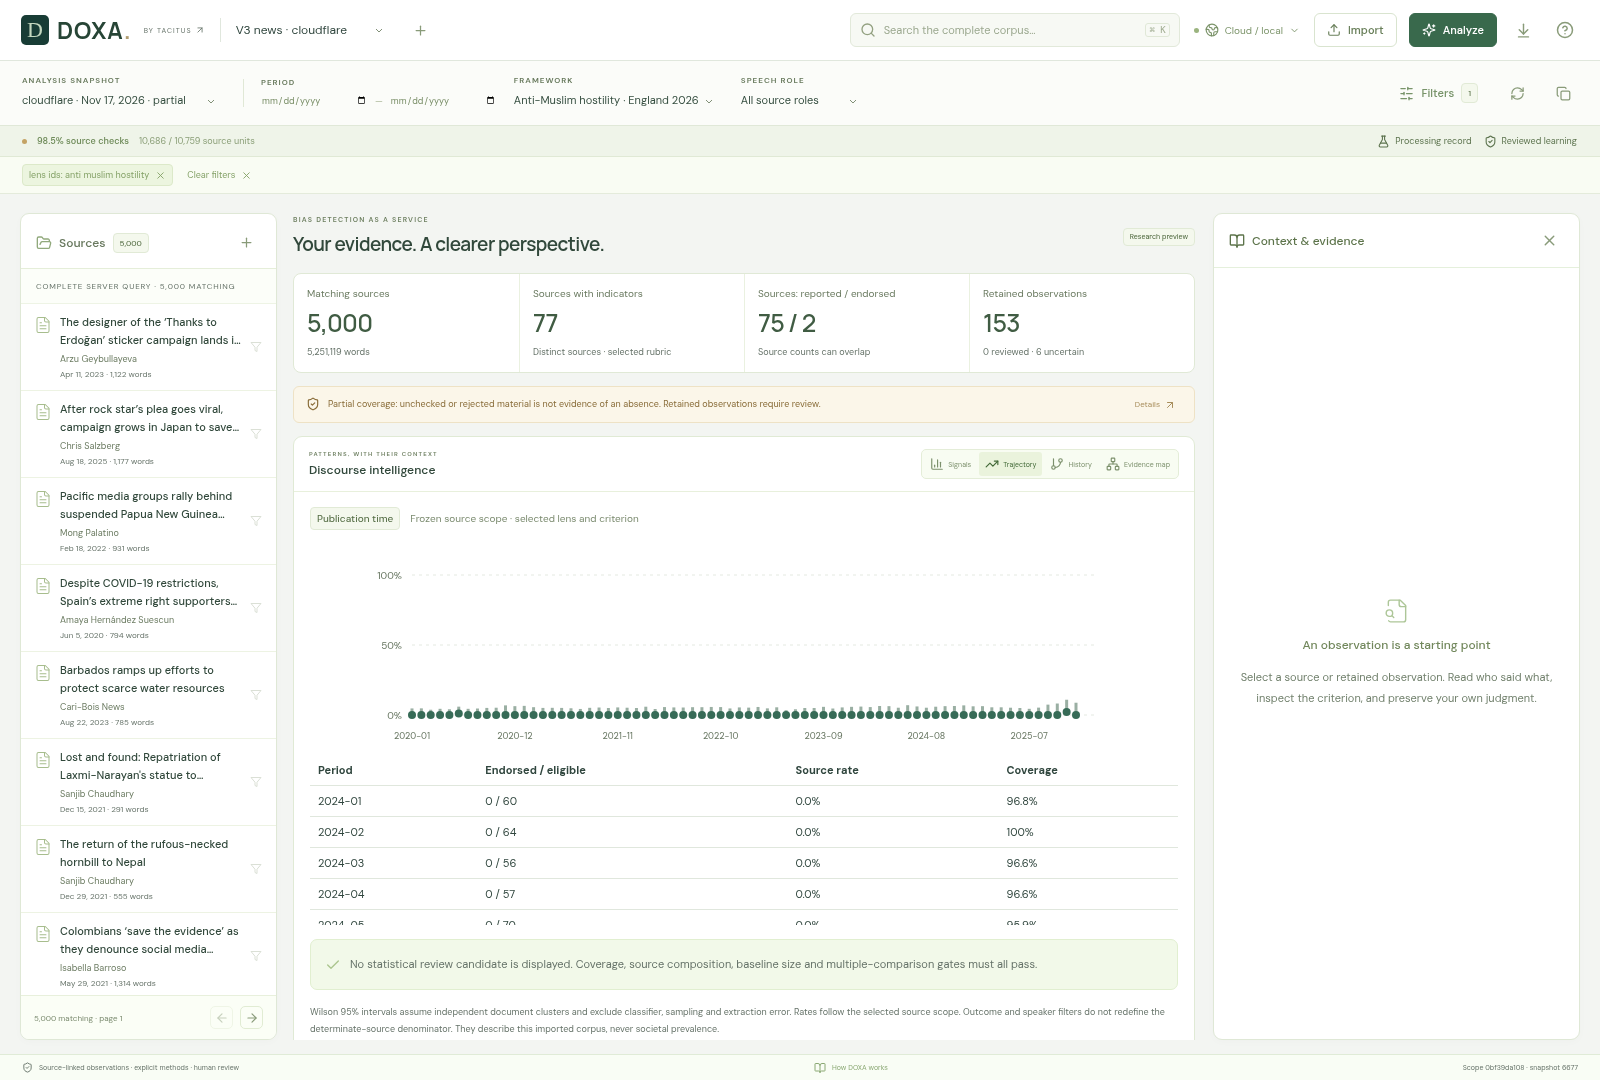 D DOXA. BY TACITUS
V3 news · cloudflare
Search the complete corpus...
⌘ K
Cloud / local
Import
Analyze
ANALYSIS SNAPSHOT
cloudflare · Nov 17, 2026 · partial
PERIOD
mm/dd/yyyy — mm/dd/yyyy
FRAMEWORK
Anti-Muslim hostility · England 2026
SPEECH ROLE
All source roles
Filters 1
98.5% source checks 10,686 / 10,759 source units
Processing record
Reviewed learning
lens ids: anti muslim hostility
Clear filters
Sources 5,000
COMPLETE SERVER QUERY · 5,000 MATCHING
The designer of the ‘Thanks to
Erdoğan’ sticker campaign lands i...
Arzu Geybullayeva
Apr 11, 2023 · 1,122 words
After rock star’s plea goes viral,
campaign grows in Japan to save...
Chris Salzberg
Aug 18, 2025 · 1,177 words
Pacific media groups rally behind
suspended Papua New Guinea...
Mong Palatino
Feb 18, 2022 · 931 words
Despite COVID-19 restrictions,
Spain’s extreme right supporters...
Amaya Hernández Suescun
Jun 5, 2020 · 794 words
Barbados ramps up efforts to
protect scarce water resources
Cari-Bois News
Aug 22, 2023 · 785 words
Lost and found: Repatriation of
Laxmi-Narayan's statue to...
Sanjib Chaudhary
Dec 15, 2021 · 291 words
The return of the rufous-necked
hornbill to Nepal
Sanjib Chaudhary
Dec 29, 2021 · 555 words
Colombians ‘save the evidence’ as
they denounce social media...
Isabella Barroso
May 29, 2021 · 1,314 words
5,000 matching · page 1
BIAS DETECTION AS A SERVICE
Your evidence. A clearer perspective.
Research preview
Matching sources
5,000
5,251,119 words
Sources with indicators
77
Distinct sources · selected rubric
Sources: reported / endorsed
75 / 2
Source counts can overlap
Retained observations
153
0 reviewed · 6 uncertain
Partial coverage: unchecked or rejected material is not evidence of an absence. Retained observations require review.
Details
PATTERNS, WITH THEIR CONTEXT
Discourse intelligence
Signals
Trajectory
History
Evidence map
Publication time
Frozen source scope · selected lens and criterion
100%
50%
0%
2020-01 2020-12 2021-11 2022-10 2023-09 2024-08 2025-07
Period Endorsed / eligible Source rate Coverage
2024-01 0 / 60 0.0% 96.8%
2024-02 0 / 64 0.0% 100%
2024-03 0 / 56 0.0% 96.6%
2024-04 0 / 57 0.0% 96.6%
2024-05 0 / 70 0.0% 95.9%
No statistical review candidate is displayed. Coverage, source composition, baseline size and multiple-comparison gates must all pass.
Wilson 95% intervals assume independent document clusters and exclude classifier, sampling and extraction error. Rates follow the selected source scope. Outcome and speaker filters do not redefine the
determinate-source denominator. They describe this imported corpus, never societal prevalence.
Context & evidence
An observation is a starting point
Select a source or retained observation. Read who said what,
inspect the criterion, and preserve your own judgment.
Source-linked observations · explicit methods · human review
How DOXA works
Scope 0bf39da108 · snapshot 6677